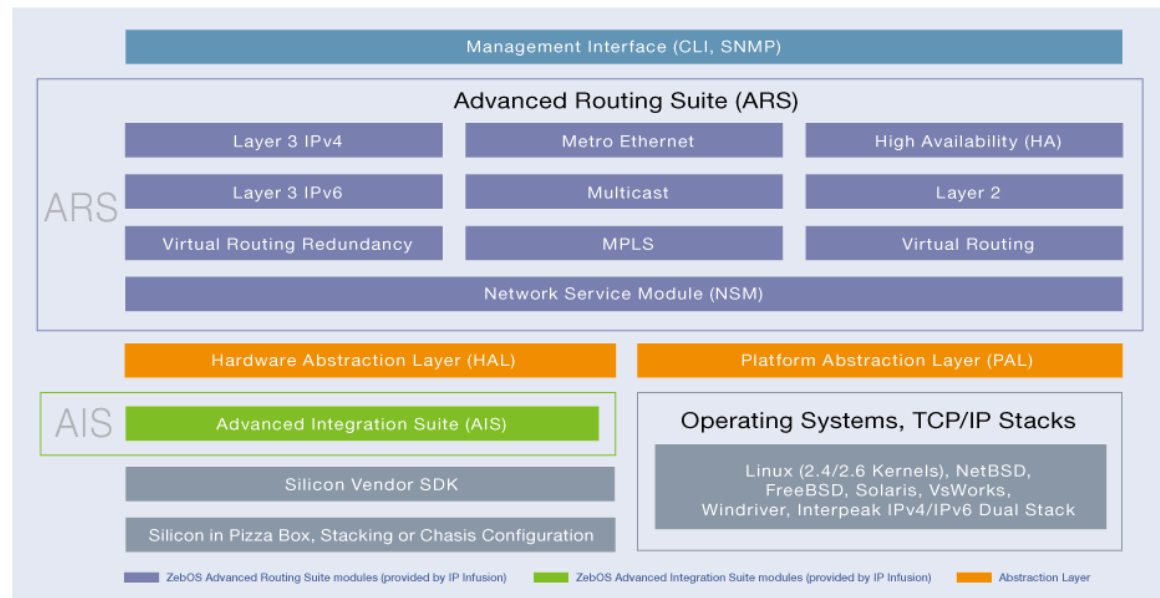 Management Interface (CLI, SNMP)
Advanced Routing Suite (ARS)
ARS
Layer 3 IPv4
Metro Ethernet
High Availability (HA)
Layer 3 IPv6
Multicast
Layer 2
Virtual Routing Redundancy
MPLS
Virtual Routing
Network Service Module (NSM)
Hardware Abstraction Layer (HAL)
Platform Abstraction Layer (PAL)
AIS
Advanced Integration Suite (AIS)
Operating Systems, TCP/IP Stacks
Linux (2.4/2.6 Kernels), NetBSD,
FreeBSD, Solaris, VsWorks,
Windriver, Interpeak IPv4/IPv6 Dual Stack
Silicon Vendor SDK
Silicon in Pizza Box, Stacking or Chasis Configuration
ZebOS Advanced Routing Suite modules (provided by IP Infusion)
ZebOS Advanced Integration Suite modules (provided by IP Infusion)
Abstraction Layer